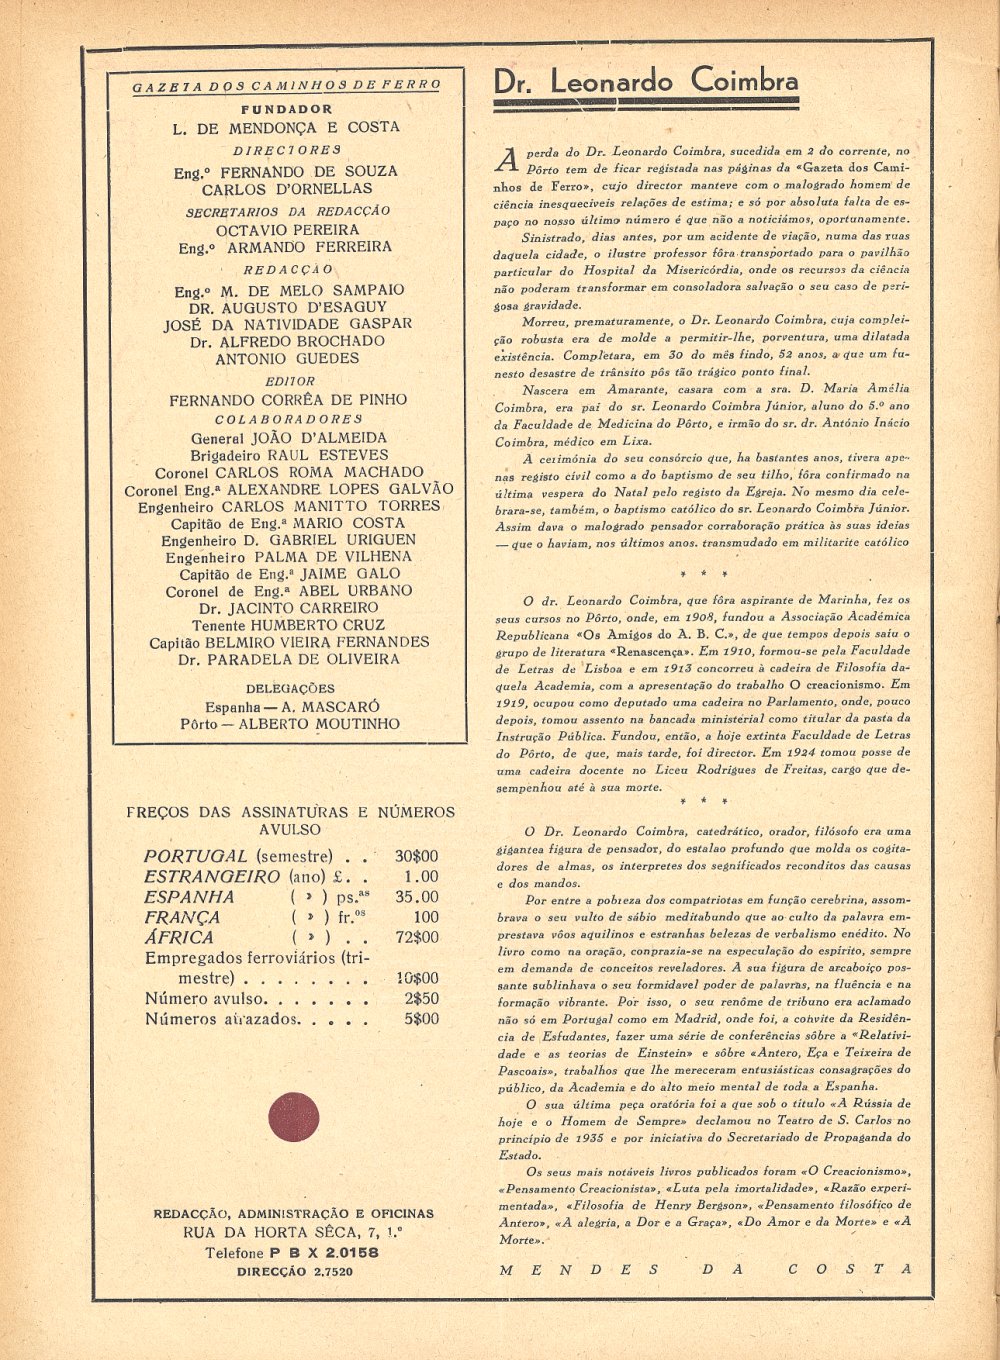 GAZETA DOS CAMINHOS DE FERRO
FUNDADOR
L. DE MENDONÇA E COSTA
DIRECTORES
Eng.º FERNANDO DE SOUZA
CARLOS D'ORNELLAS
SECRETARIOS DA REDACÇÃO
OCTAVIO PEREIRA
Eng.º ARMANDO FERREIRA
REDACÇÃO
Eng.º M. DE MELO SAMPAIO
DR. AUGUSTO D'ESAGUY
JOSÉ DA NATIVIDADE GASPAR
Dr. ALFREDO BROCHADO
ANTONIO GUEDES
EDITOR
FERNANDO CORRÊA DE PINHO
COLABORADORES
General JOÃO D'ALMEIDA
Brigadeiro RAUL ESTEVES
Coronel CARLOS ROMA MACHADO
Coronel Eng.ª ALEXANDRE LOPES GALVÃO
Engenheiro CARLOS MANITTO TORRES
Capitão de Eng.ª MARIO COSTA
Engenheiro D. GABRIEL URIGUEN
Engenheiro PALMA DE VILHENA
Capitão de Eng.ª JAIME GALO
Coronel de Eng.ª ABEL URBANO
Dr. JACINTO CARREIRO
Tenente HUMBERTO CRUZ
Capitão BELMIRO VIEIRA FERNANDES
Dr. PARADELA DE OLIVEIRA
DELEGAÇÕES
Espanha — A. MASCARÓ
Pôrto — ALBERTO MOUTINHO
FREÇOS DAS ASSINATURAS E NÚMEROS
AVULSO
PORTUGAL (semestre) . . 30$00
ESTRANGEIRO (ano) £. . 1.00
ESPANHA ( » ) ps.as 35.00
FRANÇA ( » ) fr.os 100
ÁFRICA ( » ) . . 72$00
Empregados ferroviários (tri-
mestre) . . . . . . . . 10$00
Número avulso. . . . . . . 2$50
Números atrazados. . . . . 5$00
REDACÇÃO, ADMINISTRAÇÃO E OFICINAS
RUA DA HORTA SÊCA, 7, 1.º
Telefone P B X 2.0158
DIRECÇÃO 2,7520
Dr. Leonardo Coimbra
A perda do Dr. Leonardo Coimbra, sucedida em 2 do corrente, no
Pôrto tem de ficar registada nas páginas da «Gazeta dos Cami-
nhos de Ferro», cujo director manteve com o malogrado homem de
ciência inesqueciveis relações de estima; e só por absoluta falta de es-
paço no nosso último número é que não a noticiámos, oportunamente.
Sinistrado, dias antes, por um acidente de viação, numa das ruas
daquela cidade, o ilustre professor fôra transportado para o pavilhão
particular do Hospital da Misericórdia, onde os recursos da ciência
não poderam transformar em consoladora salvação o seu caso de peri-
gosa gravidade.
Morreu, prematuramente, o Dr. Leonardo Coimbra, cuja complei-
ção robusta era de molde a permitir-lhe, porventura, uma dilatada
existência. Completara, em 30 do mês findo, 52 anos, a que um fu-
nesto desastre de trânsito pôs tão trágico ponto final.
Nascera em Amarante, casara com a sra. D. Maria Amélia
Coimbra, era pai do sr. Leonardo Coimbra Júnior, aluno do 5.º ano
da Faculdade de Medicina do Pôrto, e irmão do sr. dr. António Inácio
Coimbra, médico em Lixa.
A cerimónia do seu consórcio que, ha bastantes anos, tivera ape-
nas registo civil como a do baptismo de seu filho, fôra confirmado na
última vespera do Natal pelo registo da Egreja. No mesmo dia cele-
brara-se, também, o baptismo católico do sr. Leonardo Coimbra Júnior.
Assim dava o malogrado pensador corraboração prática às suas ideias
— que o haviam, nos últimos anos. transmudado em militarite católico
* * *
O dr. Leonardo Coimbra, que fôra aspirante de Marinha, fez os
seus cursos no Pôrto, onde, em 1908, fundou a Associação Académica
Republicana «Os Amigos do A. B. C.», de que tempos depois saíu o
grupo de literatura «Renascença». Em 1910, formou-se pela Faculdade
de Letras de Lisboa e em 1913 concorreu à cadeira de Filosofia da-
quela Academia, com a apresentação do trabalho O creacionismo. Em
1919, ocupou como deputado uma cadeira no Parlamento, onde, pouco
depois, tomou assento na bancada ministerial como titular da pasta da
Instrução Pública. Fundou, então, a hoje extinta Faculdade de Letras
do Pôrto, de que, mais tarde, foi director. Em 1924 tomou posse de
uma cadeira docente no Liceu Rodrigues de Freitas, cargo que de-
sempenhou até à sua morte.
* * *
O Dr. Leonardo Coimbra, catedrático, orador, filósofo era uma
gigantea figura de pensador, do estalao profundo que molda os cogita-
dores de almas, os interpretes dos segnificados reconditos das causas
e dos mandos.
Por entre a pobreza dos compatriotas em função cerebrina, assom-
brava o seu vulto de sábio meditabundo que ao culto da palavra em-
prestava vôos aquilinos e estranhas belezas de verbalismo enédito. No
livro como na oração, conprazia-se na especulação do espírito, sempre
em demanda de conceitos reveladores. A sua figura de arcaboiço pos-
sante sublinhava o seu formidavel poder de palavras, na fluência e na
formação vibrante. Por isso, o seu renôme de tribuno era aclamado
não só em Portugal como em Madrid, onde foi, a convite da Residên-
cia de Esfudantes, fazer uma série de conferências sôbre a «Relativi-
dade e as teorias de Einstein» e sôbre «Antero, Eça e Teixeira de
Pascoais», trabalhos que lhe mereceram entusiásticas consagrações do
público, da Academia e do alto meio mental de toda a Espanha.
O sua última peça oratória foi a que sob o titulo «A Rússia de
hoje e o Homem de Sempre» declamou no Teatro de S. Carlos no
princípio de 1935 e por iniciativa do Secretariado de Propaganda do
Estado.
Os seus mais notáveis livros publicados foram «O Creacionismo»,
«Pensamento Creacionista», «Luta pela imortalidade», «Razão experi-
mentada», «Filosofia de Henry Bergson», «Pensamento filosófico de
Antero», «A alegria, a Dor e a Graça», «Do Amor e da Morte» e «A
Morte».
MENDES DA COSTA